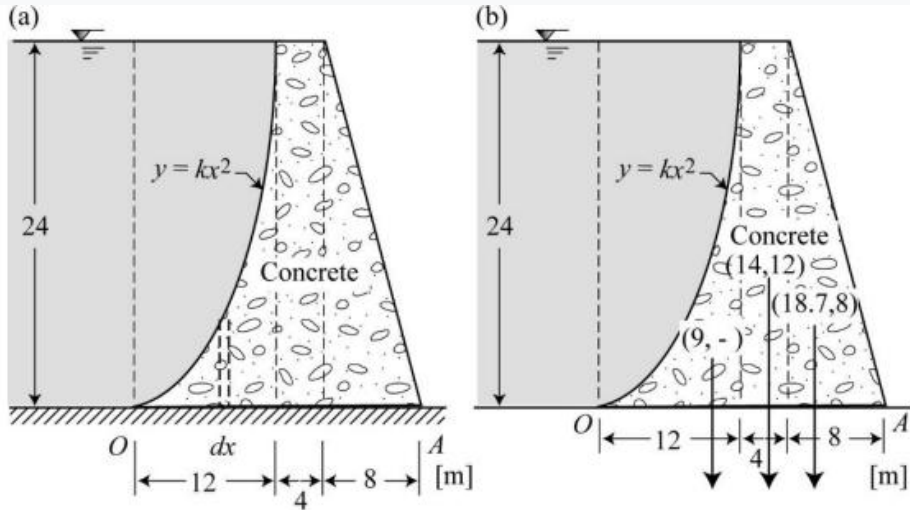 (a)
24
y = kx²
Concrete
O
dx
A
12
4
8
[m]
(b)
24
y = kx²
Concrete
(14,12)
(18.7,8)
(9, - )
O
A
12
4
8
[m]